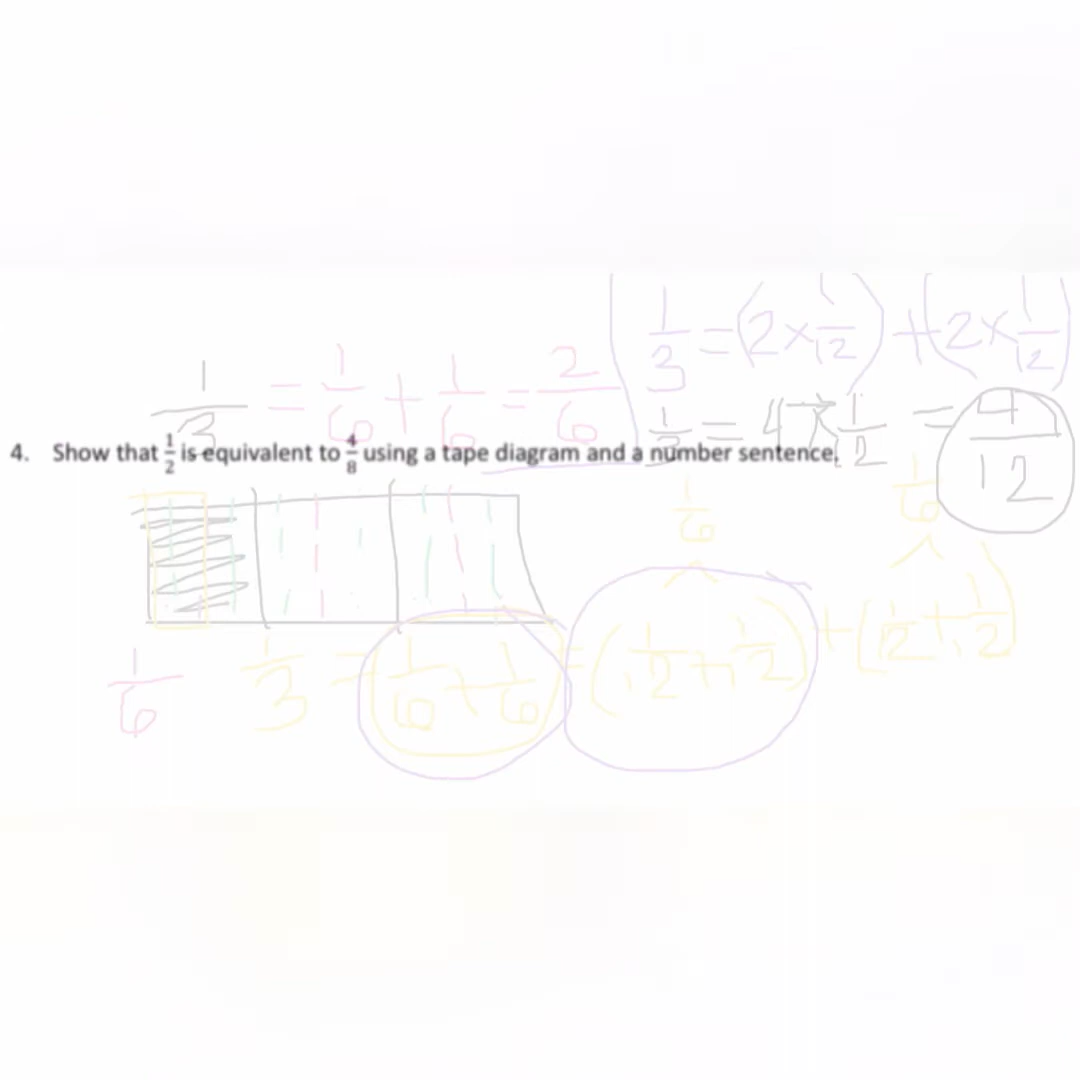 1/3 = (2×1/12) + (2×1/12)
1/3 = 1/6 + 1/6 = 2/6
1/3 = 4 × 1/12 = 4/12
4. Show that 1/2 is equivalent to 4/8 using a tape diagram and a number sentence.
1/6 1/6
1/6 1/3 = (1/6 + 1/6) = (1/12 + 1/12) + (1/12 + 1/12)